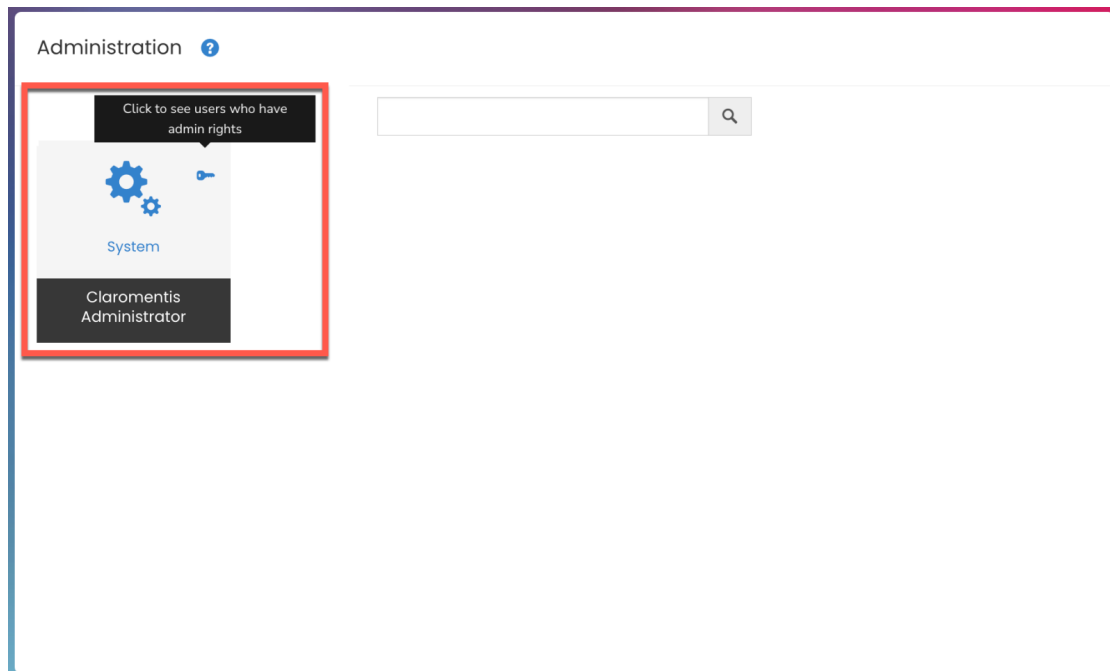 Administration ?
Click to see users who have
admin rights
System
Claromentis
Administrator